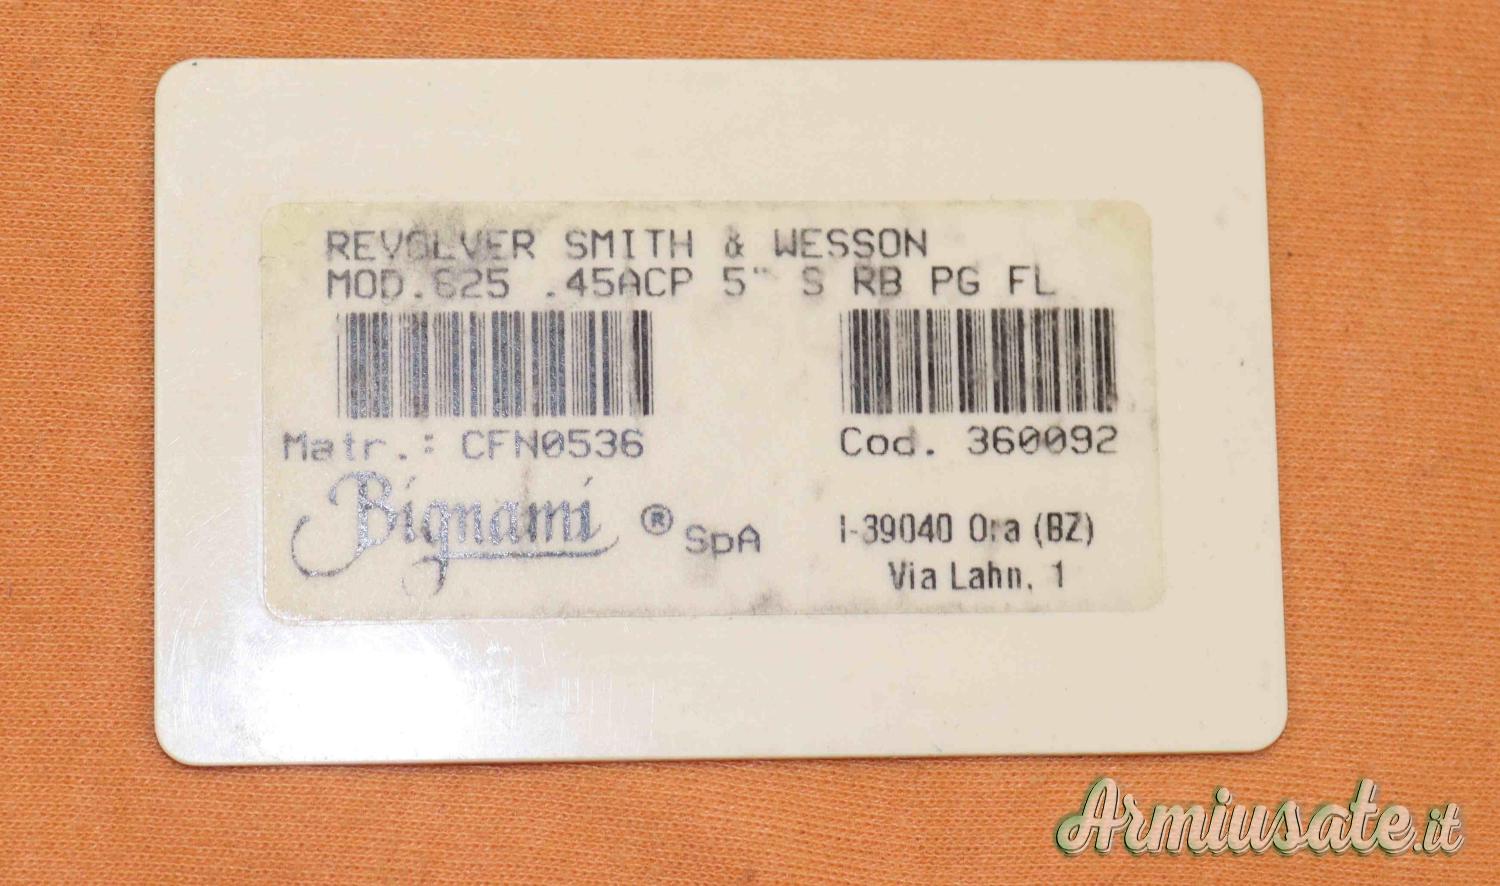 REVOLVER SMITH & WESSON
MOD.625 .45ACP 5" S RB PG FL
Matr.: CFN0536
Cod. 360092
Bignami ® SpA
I-39040 Ora (BZ)
Via Lahn, 1
Armiusate.it